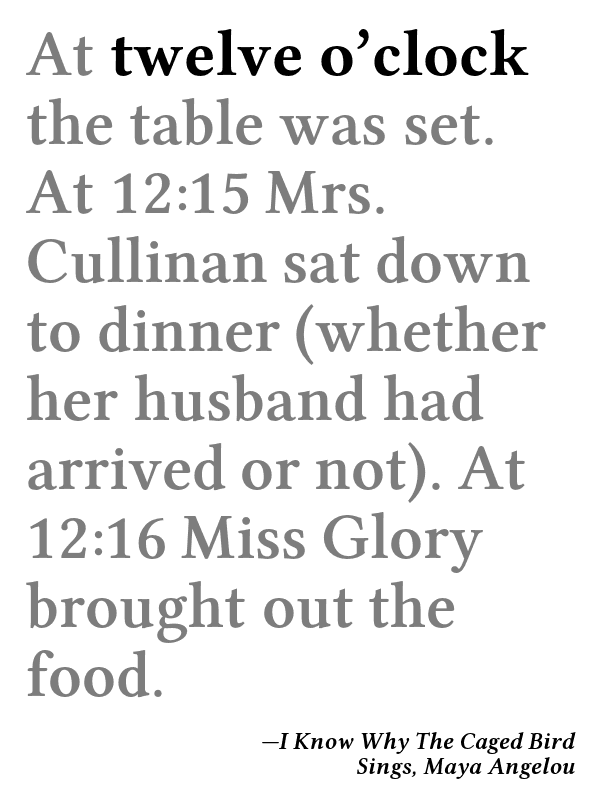 At twelve o’clock
the table was set.
At 12:15 Mrs.
Cullinan sat down
to dinner (whether
her husband had
arrived or not). At
12:16 Miss Glory
brought out the
food.
—I Know Why The Caged Bird
Sings, Maya Angelou